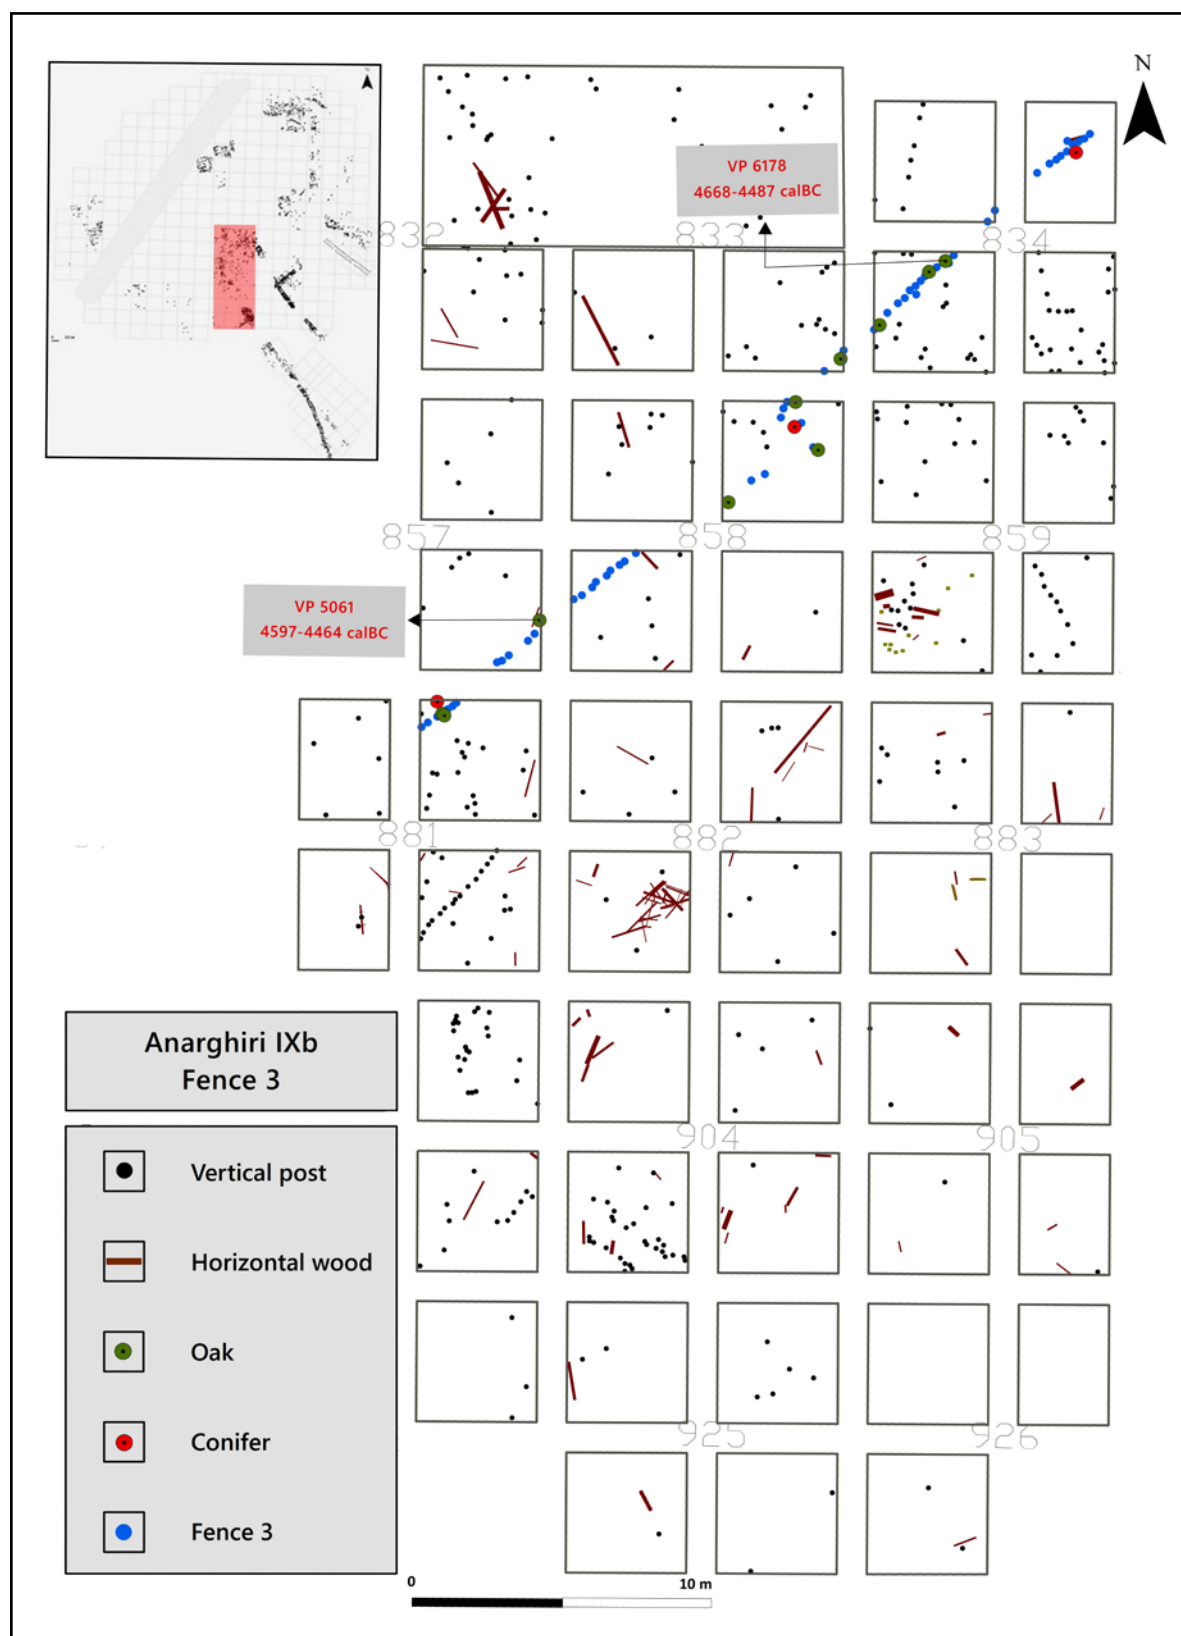 N
VP 6178
4668-4487 calBC
832
833
834
857
858
859
VP 5061
4597-4464 calBC
881
882
883
Anarghiri IXb
Fence 3
904
905
Vertical post
Horizontal wood
Oak
Conifer
Fence 3
925
926
0
10 m